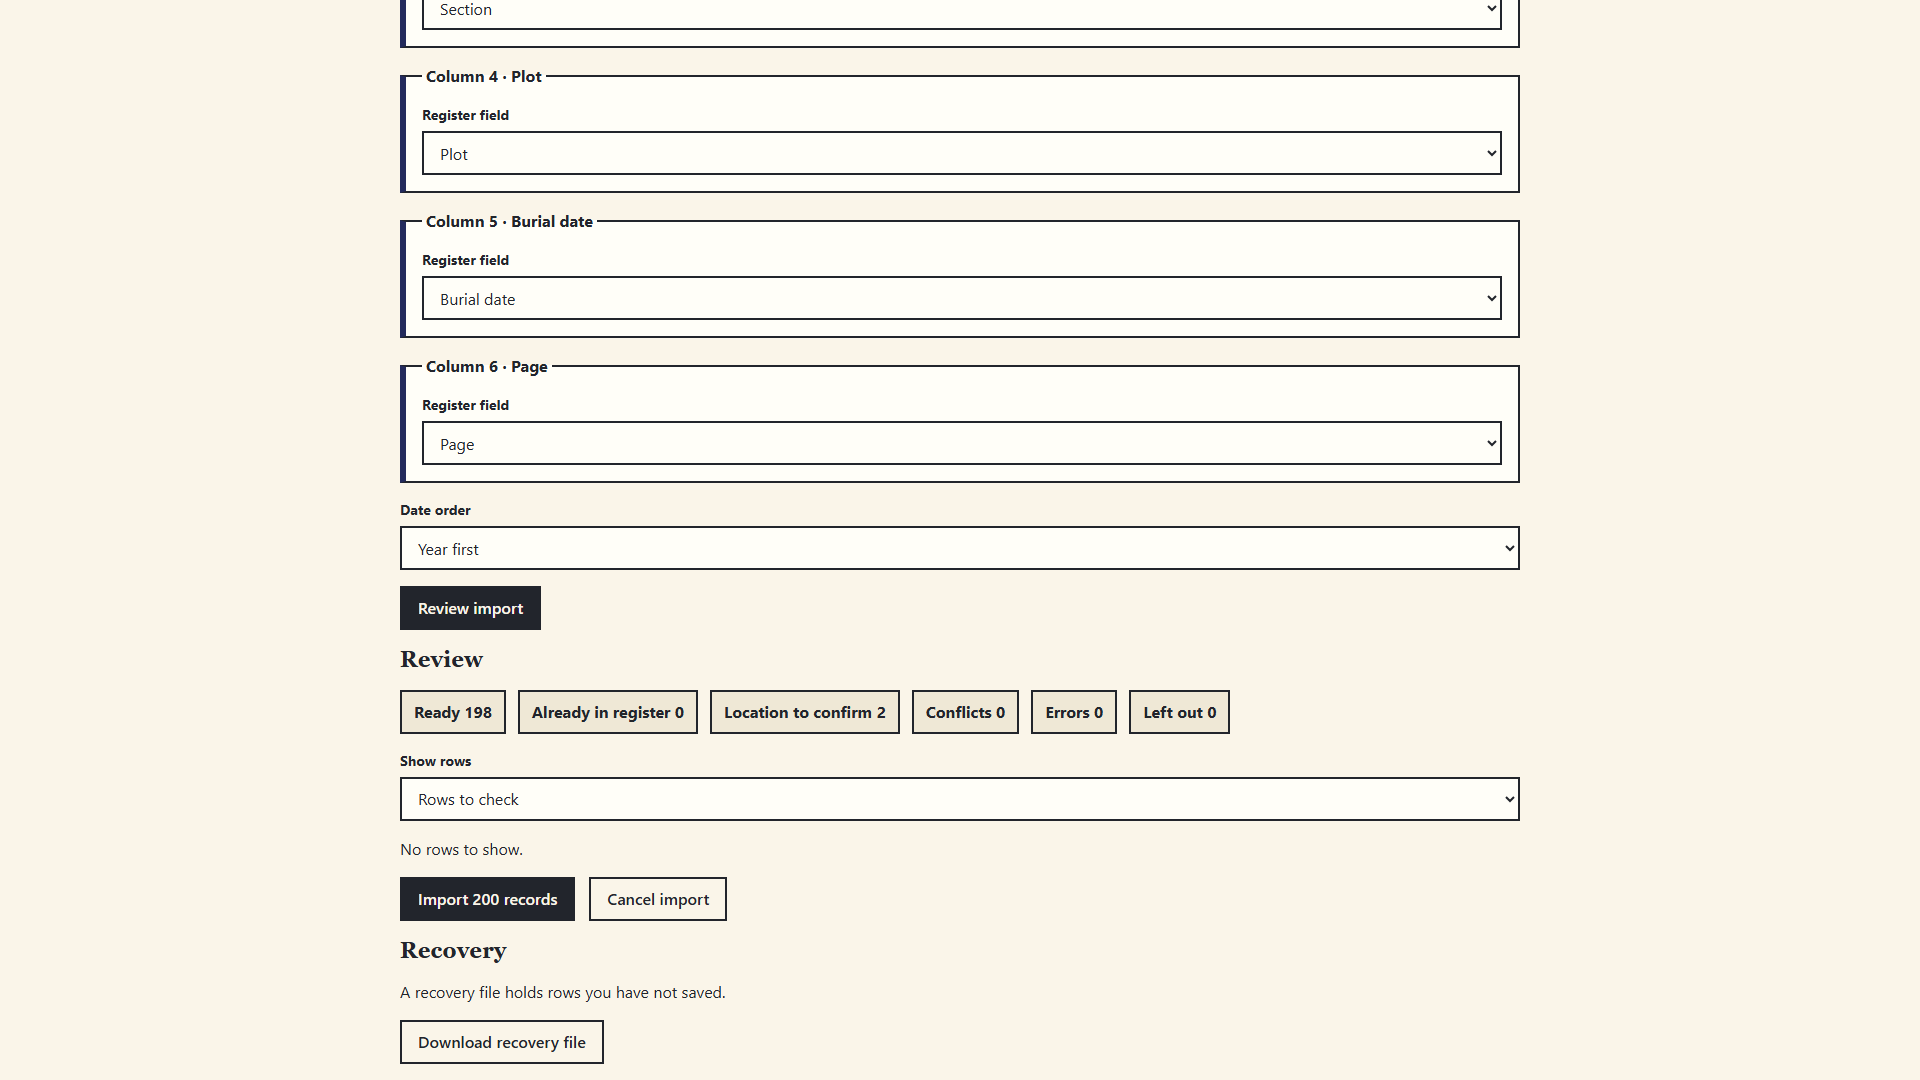 Section
Column 4 · Plot
Register field
Plot
Column 5 · Burial date
Register field
Burial date
Column 6 · Page
Register field
Page
Date order
Year first
Review import
Review
Ready 198
Already in register 0
Location to confirm 2
Conflicts 0
Errors 0
Left out 0
Show rows
Rows to check
No rows to show.
Import 200 records
Cancel import
Recovery
A recovery file holds rows you have not saved.
Download recovery file